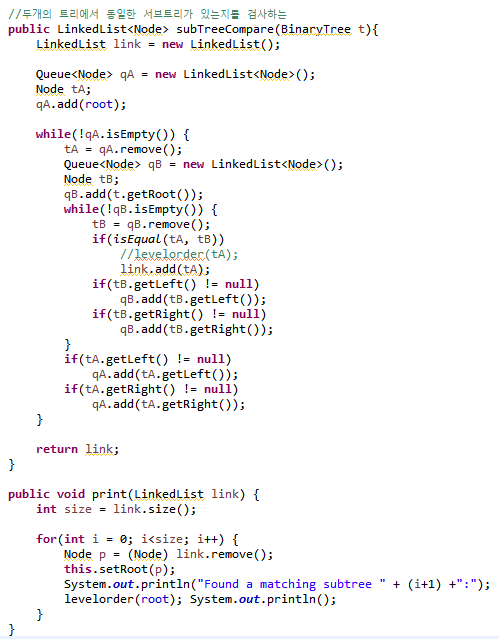 //두개의 트리에서 동일한 서브트리가 있는지를 검사하는
public LinkedList<Node> subTreeCompare(BinaryTree t){
    LinkedList link = new LinkedList();

    Queue<Node> qA = new LinkedList<Node>();
    Node tA;
    qA.add(root);

    while(!qA.isEmpty()) {
        tA = qA.remove();
        Queue<Node> qB = new LinkedList<Node>();
        Node tB;
        qB.add(t.getRoot());
        while(!qB.isEmpty()) {
            tB = qB.remove();
            if(isEqual(tA, tB))
                //levelorder(tA);
                link.add(tA);
            if(tB.getLeft() != null)
                qB.add(tB.getLeft());
            if(tB.getRight() != null)
                qB.add(tB.getRight());
        }
        if(tA.getLeft() != null)
            qA.add(tA.getLeft());
        if(tA.getRight() != null)
            qA.add(tA.getRight());
    }

    return link;
}

public void print(LinkedList link) {
    int size = link.size();

    for(int i = 0; i<size; i++) {
        Node p = (Node) link.remove();
        this.setRoot(p);
        System.out.println("Found a matching subtree " + (i+1) +":");
        levelorder(root); System.out.println();
    }
}